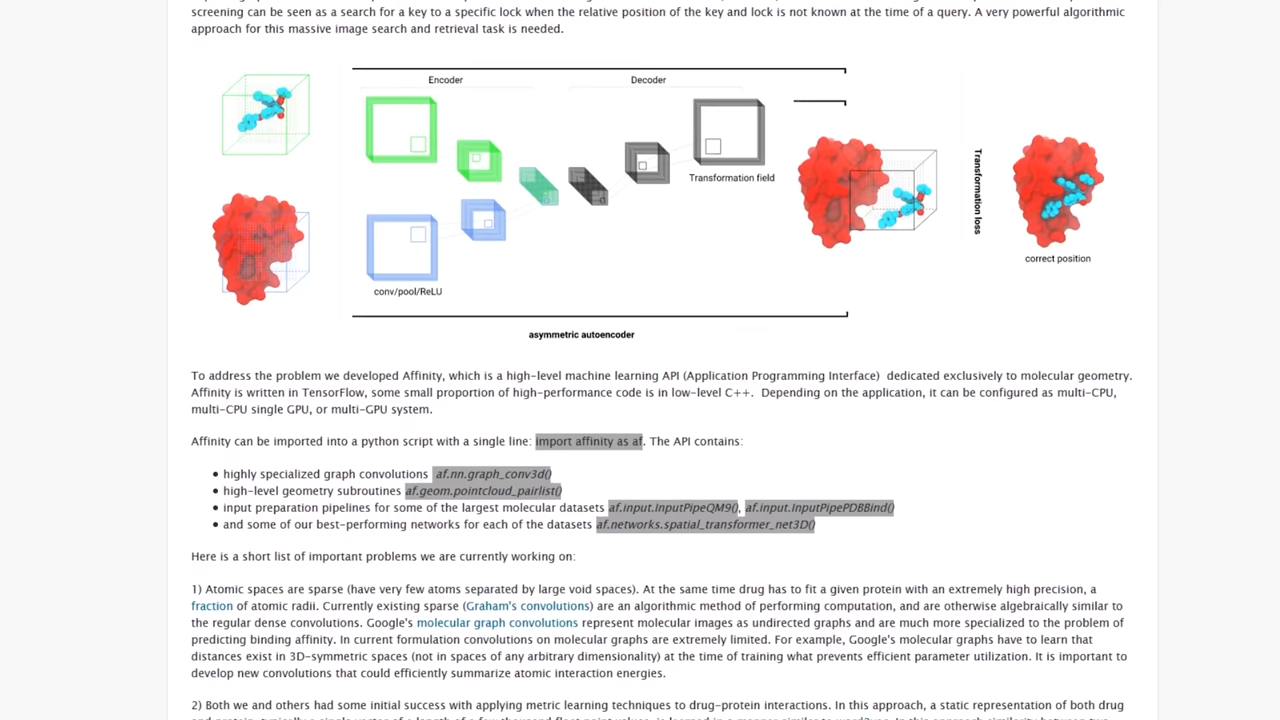 screening can be seen as a search for a key to a specific lock when the relative position of the key and lock is not known at the time of a query. A very powerful algorithmic
approach for this massive image search and retrieval task is needed.
Encoder
Decoder
Transformation field
Transformation loss
correct position
conv/pool/ReLU
asymmetric autoencoder
To address the problem we developed Affinity, which is a high-level machine learning API (Application Programming Interface) dedicated exclusively to molecular geometry.
Affinity is written in TensorFlow, some small proportion of high-performance code is in low-level C++. Depending on the application, it can be configured as multi-CPU,
multi-CPU single GPU, or multi-GPU system.
Affinity can be imported into a python script with a single line: import affinity as af. The API contains:
• highly specialized graph convolutions af.nn.graph_conv3d()
• high-level geometry subroutines af.geom.pointcloud_pairlist()
• input preparation pipelines for some of the largest molecular datasets af.input.InputPipeQM9(), af.input.InputPipePDBBind()
• and some of our best-performing networks for each of the datasets af.networks.spatial_transformer_net3D()
Here is a short list of important problems we are currently working on:
1) Atomic spaces are sparse (have very few atoms separated by large void spaces). At the same time drug has to fit a given protein with an extremely high precision, a
fraction of atomic radii. Currently existing sparse (Graham's convolutions) are an algorithmic method of performing computation, and are otherwise algebraically similar to
the regular dense convolutions. Google's molecular graph convolutions represent molecular images as undirected graphs and are much more specialized to the problem of
predicting binding affinity. In current formulation convolutions on molecular graphs are extremely limited. For example, Google's molecular graphs have to learn that
distances exist in 3D-symmetric spaces (not in spaces of any arbitrary dimensionality) at the time of training what prevents efficient parameter utilization. It is important to
develop new convolutions that could efficiently summarize atomic interaction energies.
2) Both we and others had some initial success with applying metric learning techniques to drug-protein interactions. In this approach, a static representation of both drug